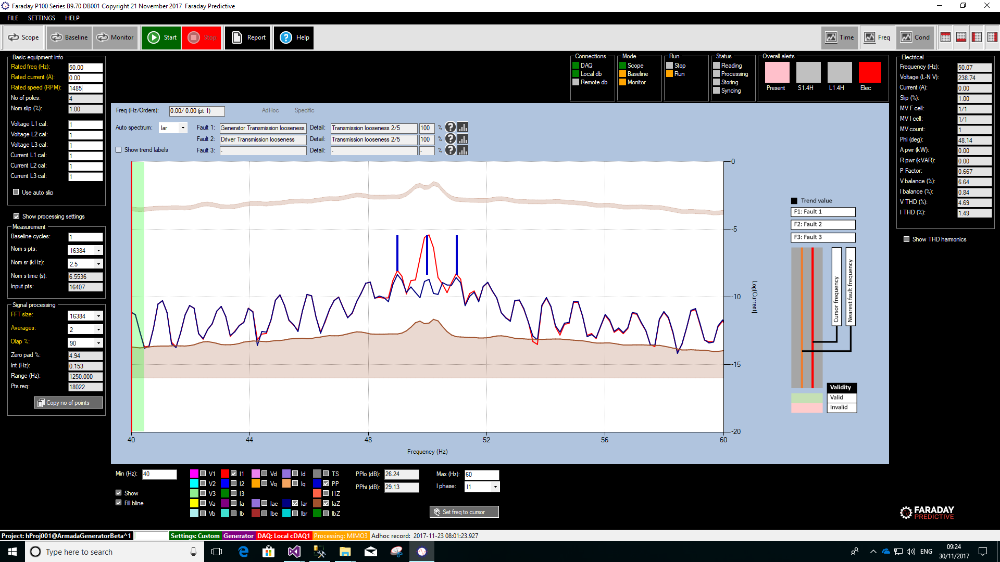 Faraday P100 Series B9.70 DB001 Copyright 21 November 2017 Faraday Predictive
FILE SETTINGS HELP
Scope Baseline Monitor Start Stop Report Help Time Freq Cond
Basic equipment info
Rated freq (Hz): 50.00
Rated current (A): 0.00
Rated speed (RPM): 1485
No of poles: 4
Nom slip (%): 1.00
Voltage L1 cal: 1
Voltage L2 cal: 1
Voltage L3 cal: 1
Current L1 cal: 1
Current L2 cal: 1
Current L3 cal: 1
Use auto slip
Show processing settings
Measurement
Baseline cycles: 1
Nom s pts: 16384
Nom sr (kHz): 2.5
Nom s time (s): 6.5536
Input pts: 16407
Signal processing
FFT size: 16384
Averages: 2
Olap %: 90
Zero pad %: 4.94
Int (Hz): 0.153
Range (Hz): 1250.000
Pts req: 18022
Copy no of points
Connections
DAQ
Local db
Remote db
Mode
Scope
Baseline
Monitor
Run
Stop
Run
Status
Reading
Processing
Storing
Syncing
Overall alerts
Present S1.4H L1.4H Elec
Freq (Hz/Orders): 0.00/ 0.00 (pt 1) AdHoc Specific
Auto spectrum: Iar Fault 1: Generator Transmission looseness Detail: Transmission looseness 2/5 100 %
Fault 2: Driver Transmission looseness Detail: Transmission looseness 2/5 100 %
Show trend labels Fault 3: - Detail: - - %
0
-5
-10
-15
-20
Log(Current)
40 44 48 52 56 60
Frequency (Hz)
Trend value
F1: Fault 1
F2: Fault 2
F3: Fault 3
Cursor frequency
Nearest fault frequency
Validity
Valid
Invalid
Electrical
Frequency (Hz): 50.07
Voltage (L-N V): 238.74
Current (A): 0.00
Slip (%): 1.00
MV F cell: 1/1
MV I cell: 1/1
MV count: 1
Phi (deg): 48.14
A pwr (kW): 0.00
R pwr (kVAR): 0.00
P Factor: 0.667
V balance (%): 6.64
I balance (%): 0.84
V THD (%): 4.69
I THD (%): 1.49
Show THD harmonics
Min (Hz): 40
Show
Fill bline
V1 I1 Vd Id TS
V2 I2 Vq Iq PP
V3 I3 I1Z
Va Ia Iae Iar IaZ
Vb Ib Ibe Ibr IbZ
PPlo (dB): 26.24
PPhi (dB): 29.13
Max (Hz): 60
I phase: I1
Set freq to cursor
FARADAY
PREDICTIVE
Project: hProj001@ArmadaGeneratorBeta^1 Settings: Custom Generator DAQ: Local cDAQ1 Processing: MIMO3 Adhoc record: 2017-11-23 08:01:23.927
Type here to search
ENG
09:24
30/11/2017